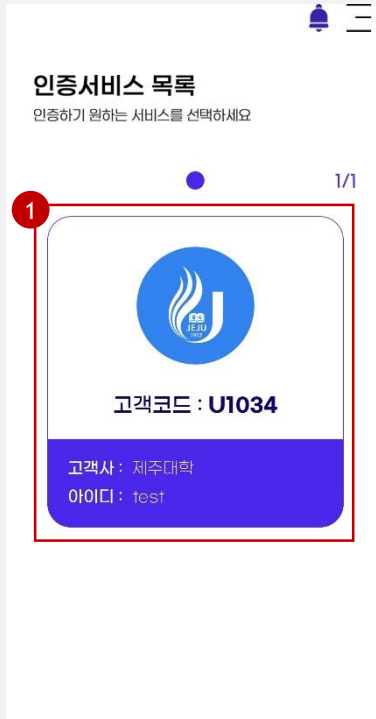 인증서비스 목록
인증하기 원하는 서비스를 선택하세요
1/1
1
JEJU
1952
고객코드 : U1034
고객사 : 제주대학
아이디 : test